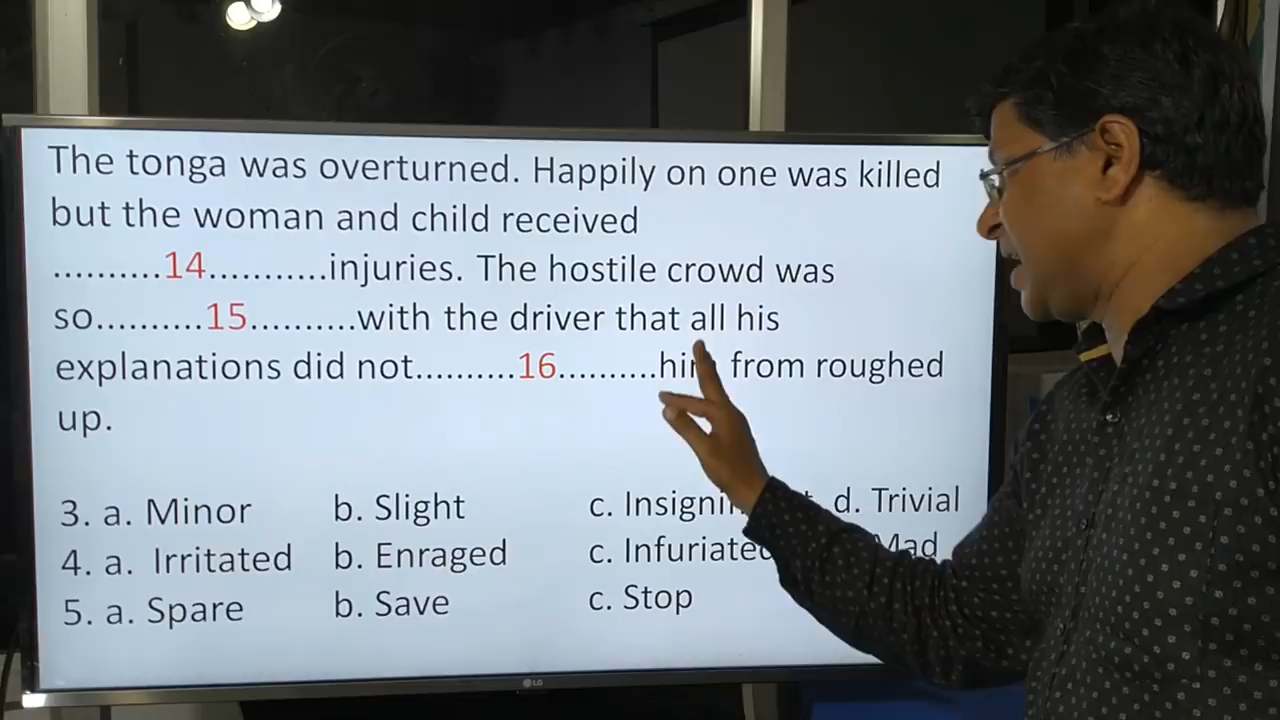 The tonga was overturned. Happily on one was killed
but the woman and child received
..........14...........injuries. The hostile crowd was
so..........15..........with the driver that all his
explanations did not..........16..........him from roughed
up.
3. a. Minor b. Slight c. d. Trivial
4. a. Irritated b. Enraged c. Infuriated Mad
5. a. Spare b. Save c. Stop
LG